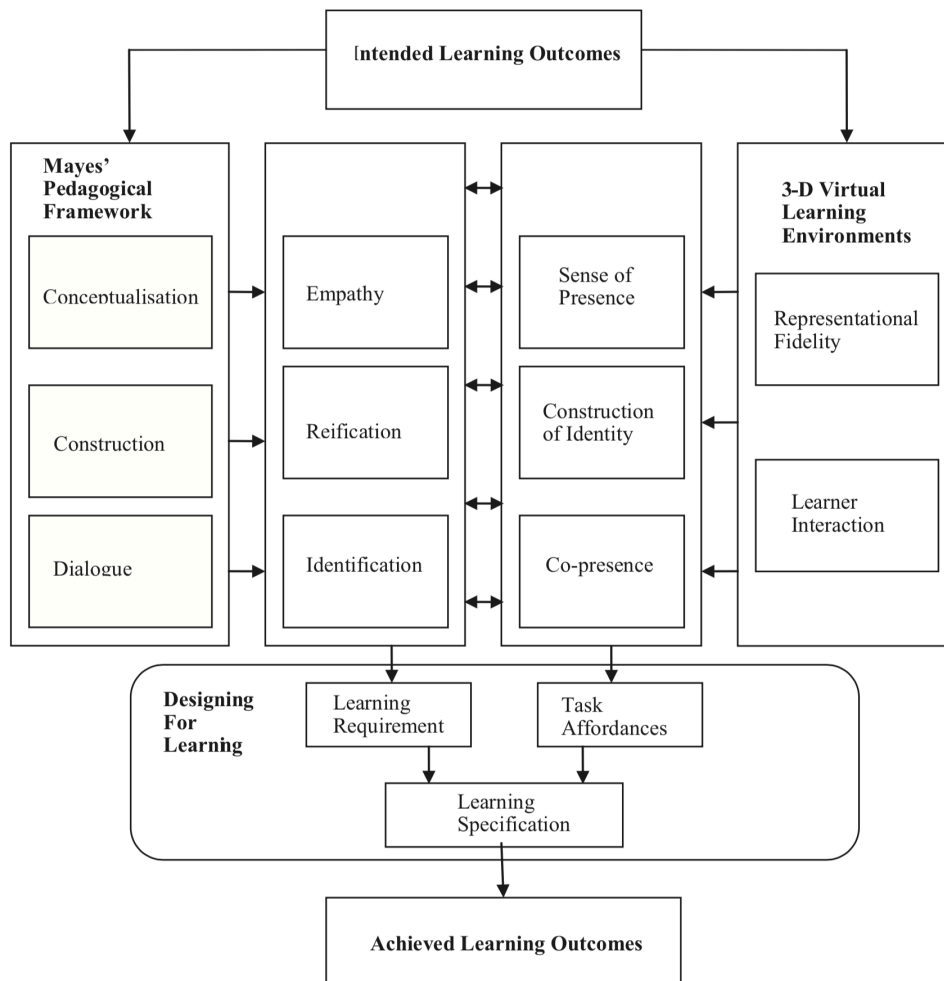 Intended Learning Outcomes
Mayes’
Pedagogical
Framework
Conceptualisation
Construction
Dialogue
Empathy
Reification
Identification
Sense of
Presence
Construction
of Identity
Co-presence
3-D Virtual
Learning
Environments
Representational
Fidelity
Learner
Interaction
Designing
For
Learning
Learning
Requirement
Task
Affordances
Learning
Specification
Achieved Learning Outcomes